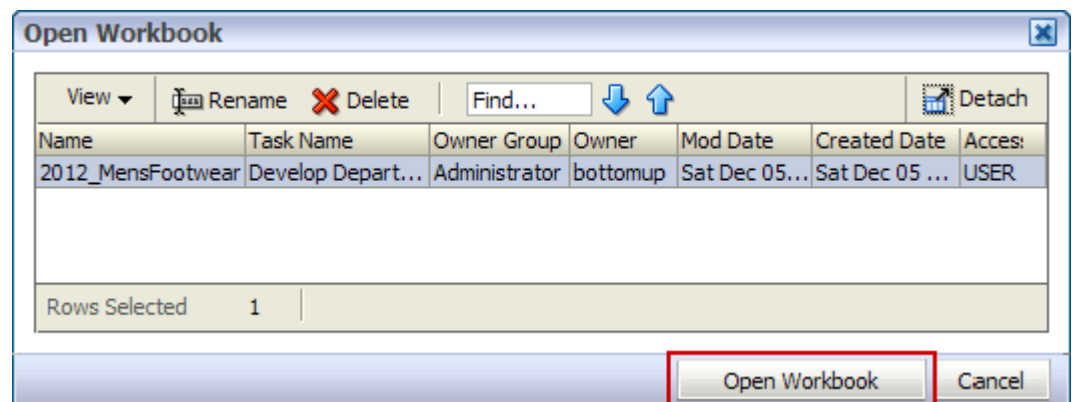 Open Workbook
View Rename Delete Find... Detach
Name Task Name Owner Group Owner Mod Date Created Date Acces
2012_MensFootwear Develop Depart... Administrator bottomup Sat Dec 05... Sat Dec 05 ... USER
Rows Selected 1
Open Workbook Cancel